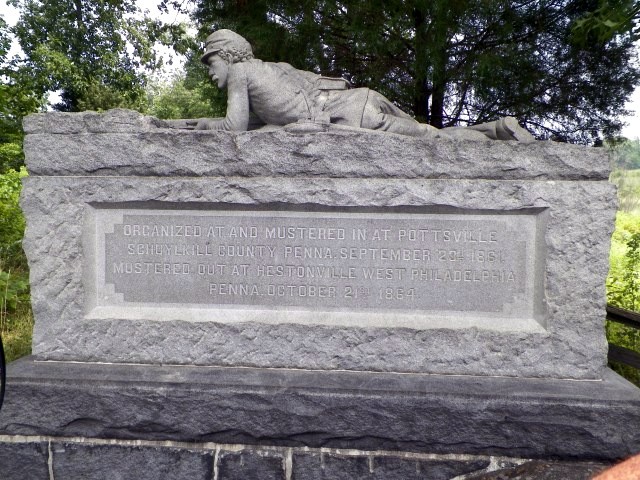 ORGANIZED AT AND MUSTERED IN AT POTTSVILLE
SCHUYLKILL COUNTY, PENNA. SEPTEMBER 23D 1861.
MUSTERED OUT AT HESTONVILLE, WEST PHILADELPHIA
PENNA. OCTOBER 21ST 1864.